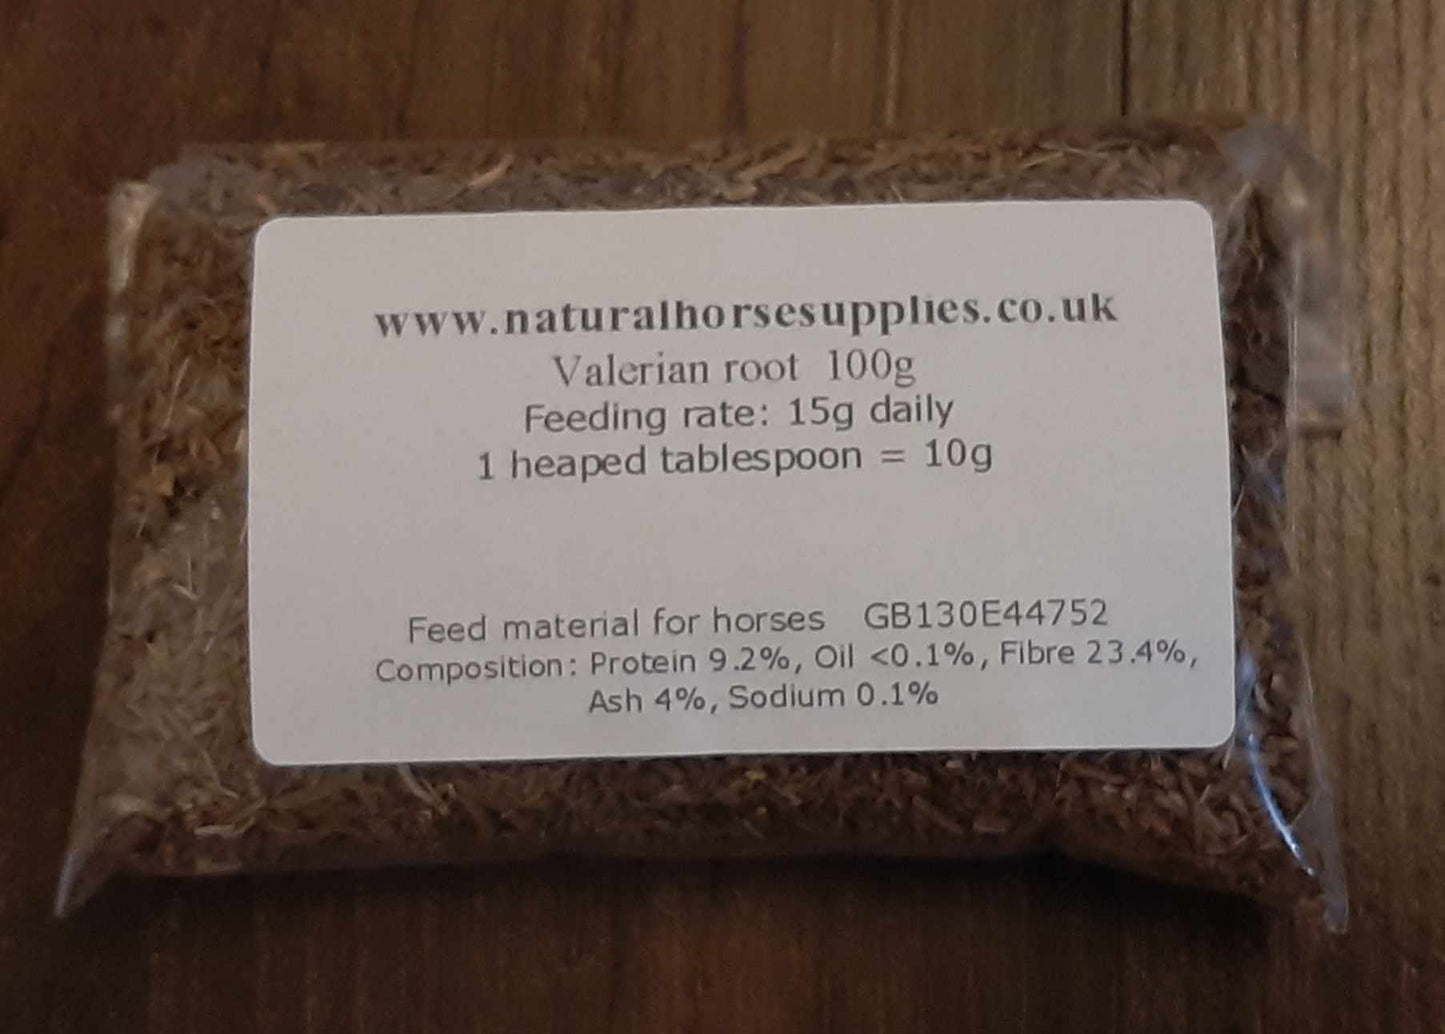 www.naturalhorsesupplies.co.uk
Valerian root 100g
Feeding rate: 15g daily
1 heaped tablespoon = 10g
Feed material for horses GB130E44752
Composition: Protein 9.2%, Oil <0.1%, Fibre 23.4%,
Ash 4%, Sodium 0.1%